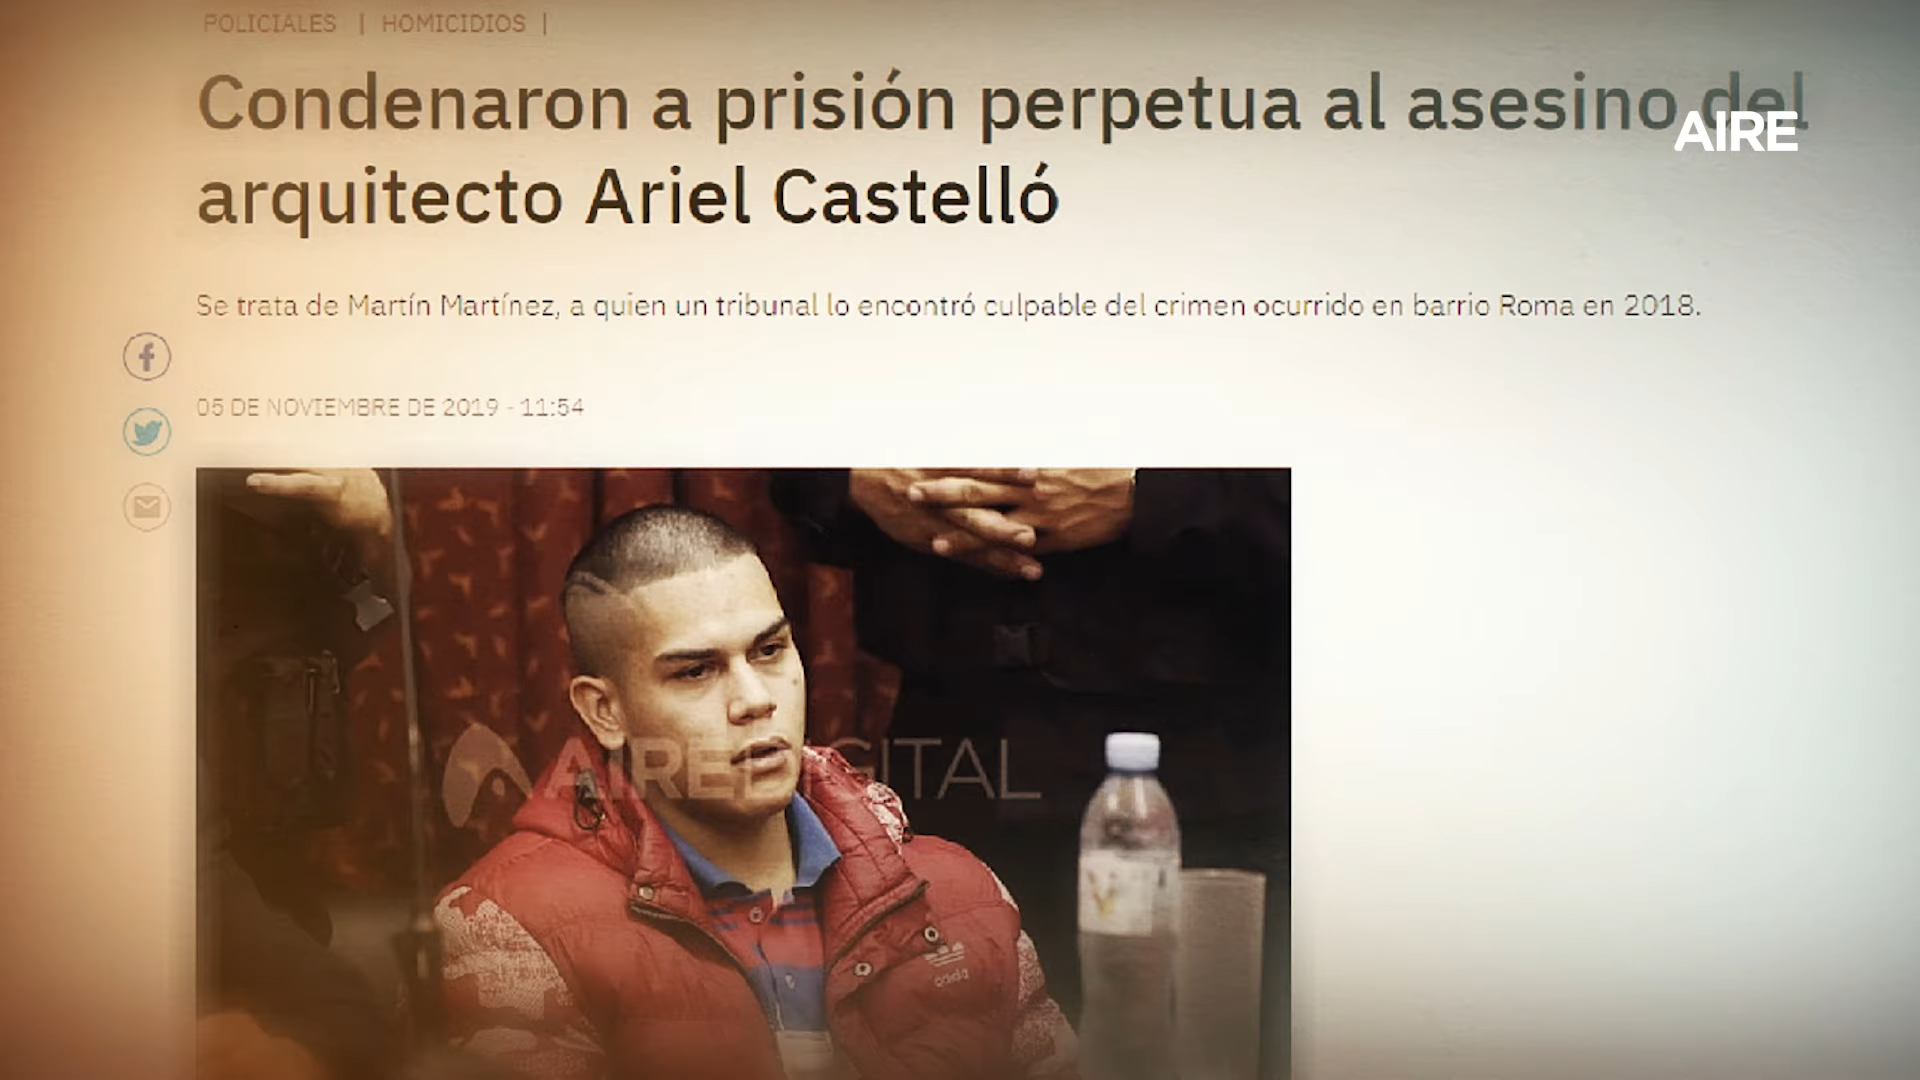 POLICIALES | HOMICIDIOS |
Condenaron a prisión perpetua al asesino del
AIRE
arquitecto Ariel Castelló
Se trata de Martín Martínez, a quien un tribunal lo encontró culpable del crimen ocurrido en barrio Roma en 2018.
05 DE NOVIEMBRE DE 2019 - 11:54
AIREDIGITAL
adidas